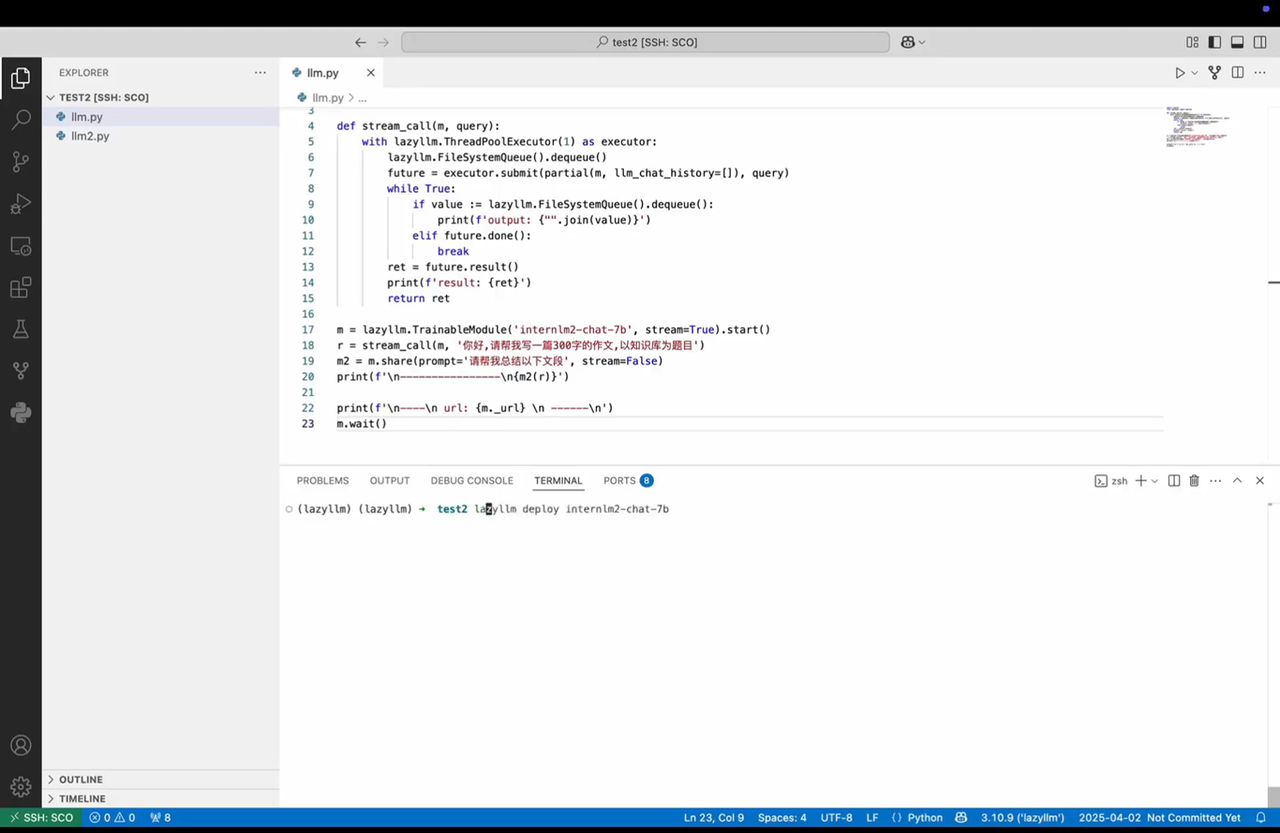 test2 [SSH: SCO]
EXPLORER
TEST2 [SSH: SCO]
llm.py
llm2.py
OUTLINE
TIMELINE
llm.py
llm.py > ...
3
4 def stream_call(m, query):
5 with lazyllm.ThreadPoolExecutor(1) as executor:
6 lazyllm.FileSystemQueue().dequeue()
7 future = executor.submit(partial(m, llm_chat_history=[]), query)
8 while True:
9 if value := lazyllm.FileSystemQueue().dequeue():
10 print(f'output: {"".join(value)}')
11 elif future.done():
12 break
13 ret = future.result()
14 print(f'result: {ret}')
15 return ret
16
17 m = lazyllm.TrainableModule('internlm2-chat-7b', stream=True).start()
18 r = stream_call(m, '你好,请帮我写一篇300字的作文,以知识库为题目')
19 m2 = m.share(prompt='请帮我总结以下文段', stream=False)
20 print(f'\n----------------\n{m2(r)}')
21
22 print(f'\n----\n url: {m._url} \n ------\n')
23 m.wait()
PROBLEMS OUTPUT DEBUG CONSOLE TERMINAL PORTS 8
zsh
(lazyllm) (lazyllm) → test2 lazyllm deploy internlm2-chat-7b
SSH: SCO 0 0 8 Ln 23, Col 9 Spaces: 4 UTF-8 LF { } Python 3.10.9 ('lazyllm') 2025-04-02 Not Committed Yet